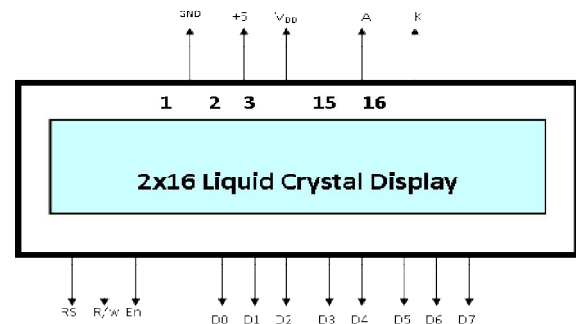 GND +5 VDD A K
1 2 3 15 16
2x16 Liquid Crystal Display
RS R/w En D0 D1 D2 D3 D4 D5 D6 D7